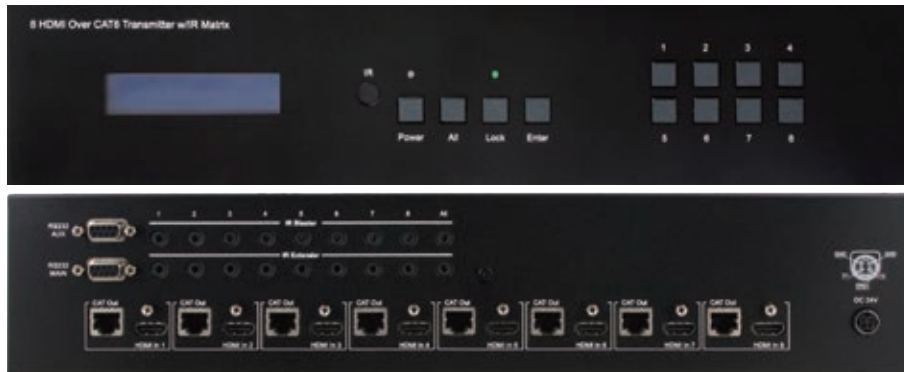 8 HDMI Over CAT6 Transmitter w/IR Matrix
1 2 3 4
IR
Power All Lock Enter
5 6 7 8
1 2 3 4 5 6 7 8 All
RS232 AUX
IR Blaster
RS232 MAIN
IR Extender
CAT Out CAT Out CAT Out CAT Out CAT Out CAT Out CAT Out CAT Out
DC 24V
HDMI In 1 HDMI In 2 HDMI In 3 HDMI In 4 HDMI In 5 HDMI In 6 HDMI In 7 HDMI In 8